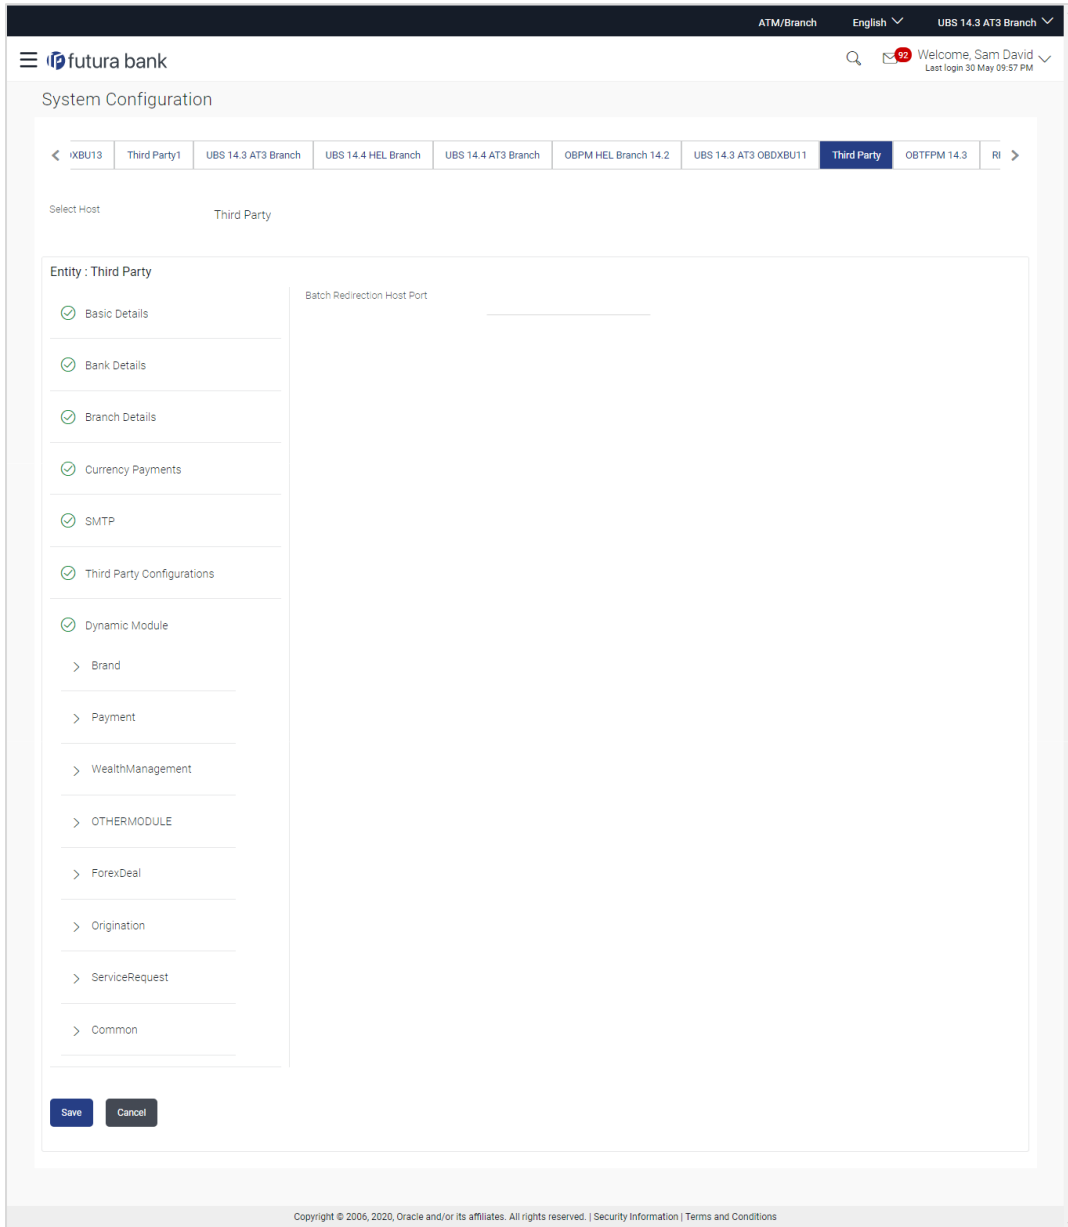 ATM/Branch English UBS 14.3 AT3 Branch
futura bank 92 Welcome, Sam David
Last login 30 May 09:57 PM
System Configuration
XBU13 Third Party1 UBS 14.3 AT3 Branch UBS 14.4 HEL Branch UBS 14.4 AT3 Branch OBPM HEL Branch 14.2 UBS 14.3 AT3 OBDXBU11 Third Party OBTFPM 14.3
Select Host Third Party
Entity : Third Party
Batch Redirection Host Port
Basic Details
Bank Details
Branch Details
Currency Payments
SMTP
Third Party Configurations
Dynamic Module
Brand
Payment
WealthManagement
OTHERMODULE
ForexDeal
Origination
ServiceRequest
Common
Save Cancel
Copyright © 2006, 2020, Oracle and/or its affiliates. All rights reserved. | Security Information | Terms and Conditions